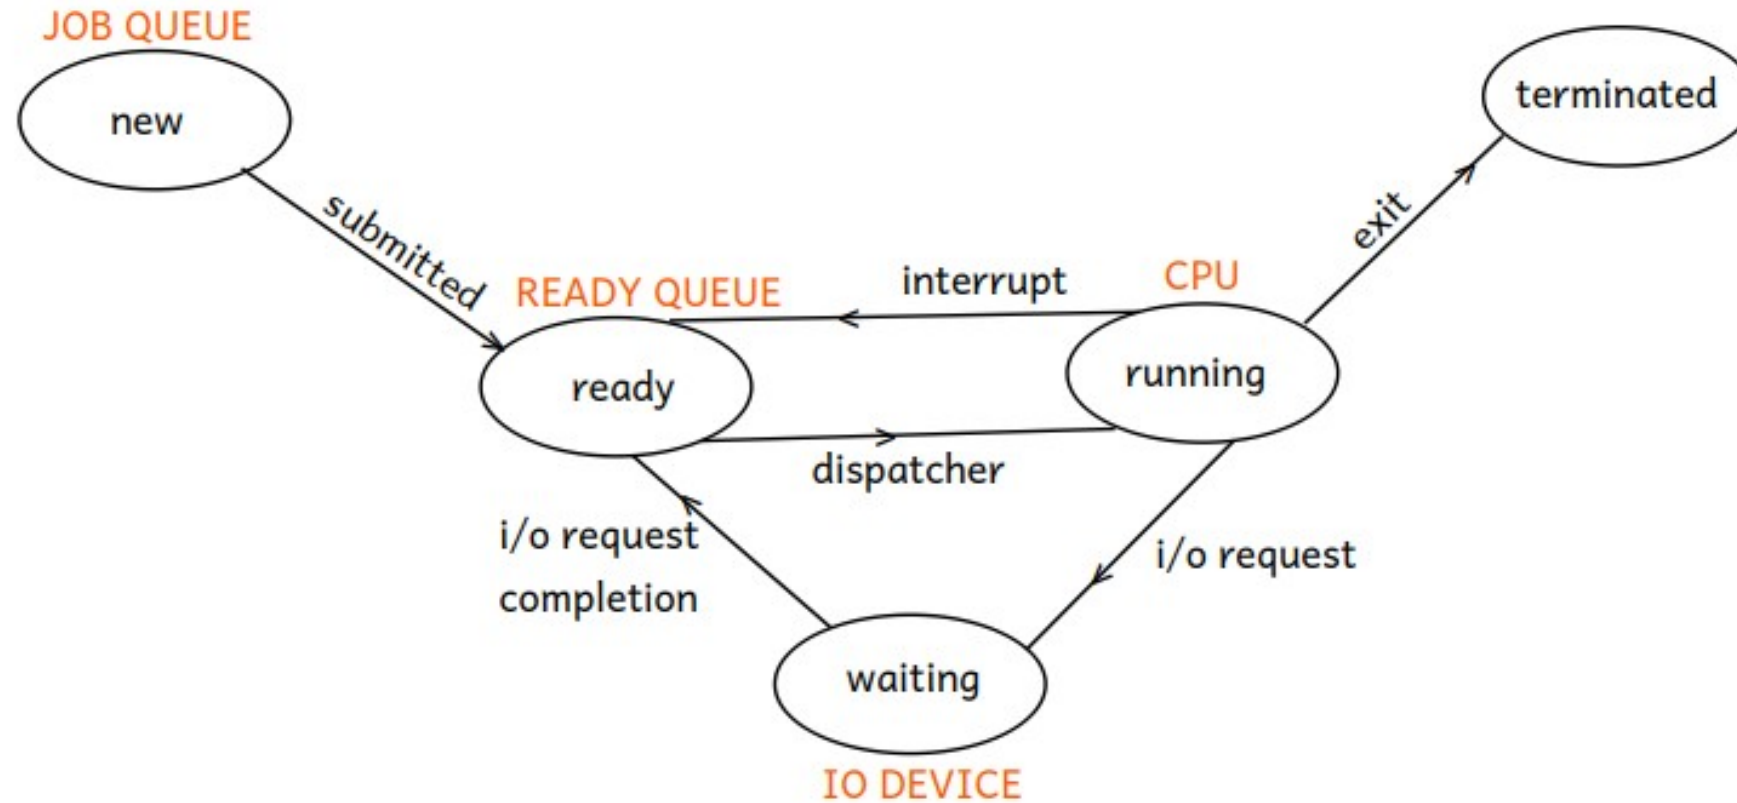 JOB QUEUE
new
terminated
submitted
exit
READY QUEUE
interrupt
CPU
ready
running
dispatcher
i/o request
completion
i/o request
waiting
IO DEVICE